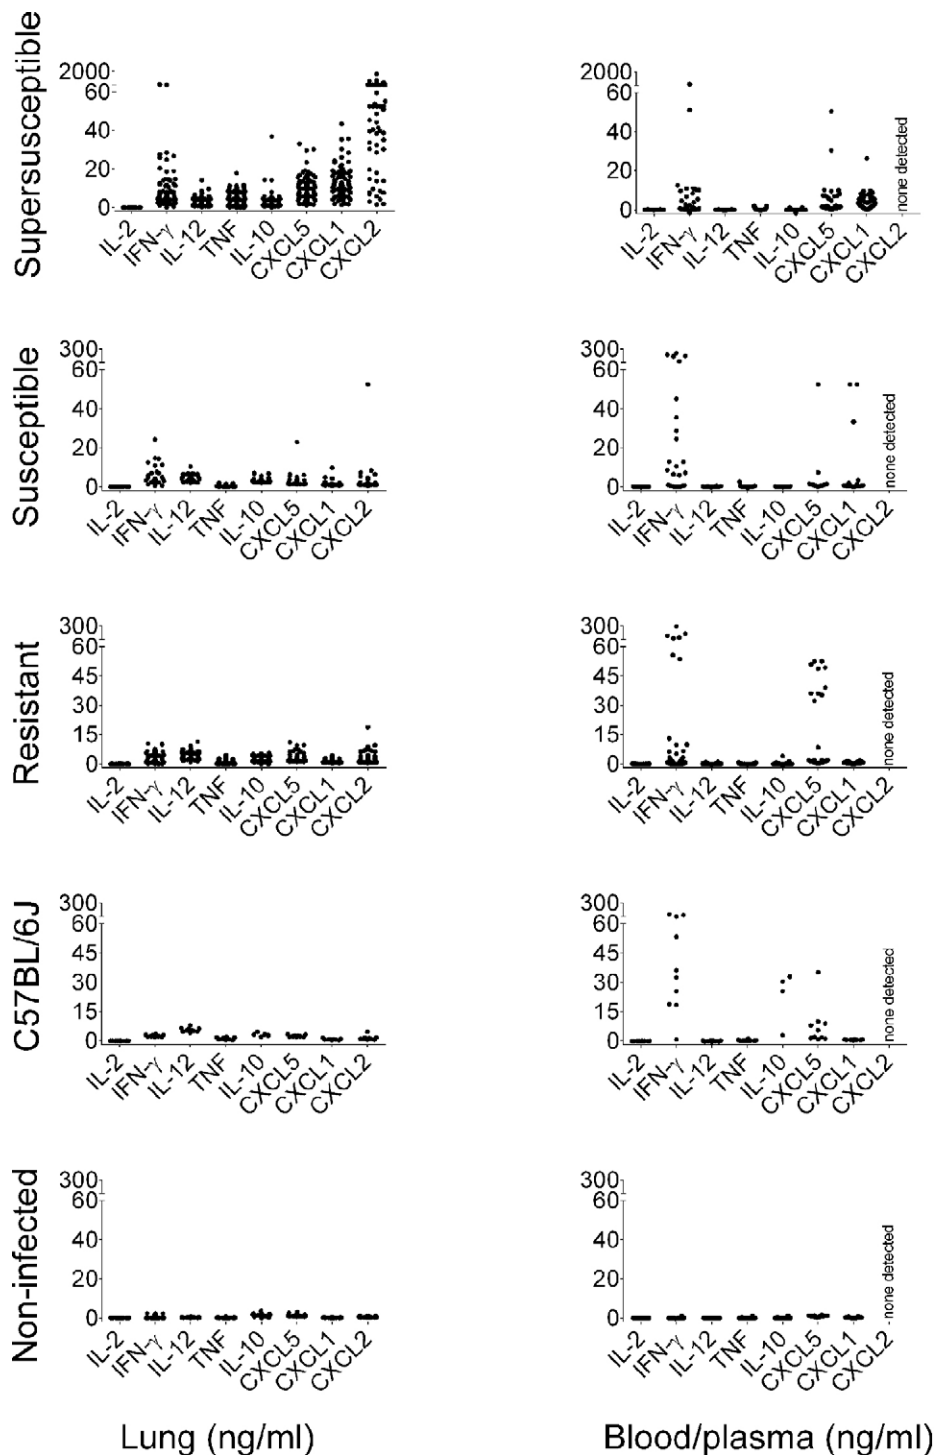 Supersusceptible
2000
60
40
20
0
IL-2
IFN-γ
IL-12
TNF
IL-10
CXCL5
CXCL1
CXCL2
2000
60
40
20
0
none detected
IL-2
IFN-γ
IL-12
TNF
IL-10
CXCL5
CXCL1
CXCL2
Susceptible
300
60
40
20
0
IL-2
IFN-γ
IL-12
TNF
IL-10
CXCL5
CXCL1
CXCL2
300
60
40
20
0
none detected
IL-2
IFN-γ
IL-12
TNF
IL-10
CXCL5
CXCL1
CXCL2
Resistant
300
60
45
30
15
0
IL-2
IFN-γ
IL-12
TNF
IL-10
CXCL5
CXCL1
CXCL2
300
60
45
30
15
0
none detected
IL-2
IFN-γ
IL-12
TNF
IL-10
CXCL5
CXCL1
CXCL2
C57BL/6J
300
60
45
30
15
0
IL-2
IFN-γ
IL-12
TNF
IL-10
CXCL5
CXCL1
CXCL2
300
60
45
30
15
0
none detected
IL-2
IFN-γ
IL-12
TNF
IL-10
CXCL5
CXCL1
CXCL2
Non-infected
300
60
40
20
0
IL-2
IFN-γ
IL-12
TNF
IL-10
CXCL5
CXCL1
CXCL2
300
60
40
20
0
none detected
IL-2
IFN-γ
IL-12
TNF
IL-10
CXCL5
CXCL1
CXCL2
Lung (ng/ml)
Blood/plasma (ng/ml)